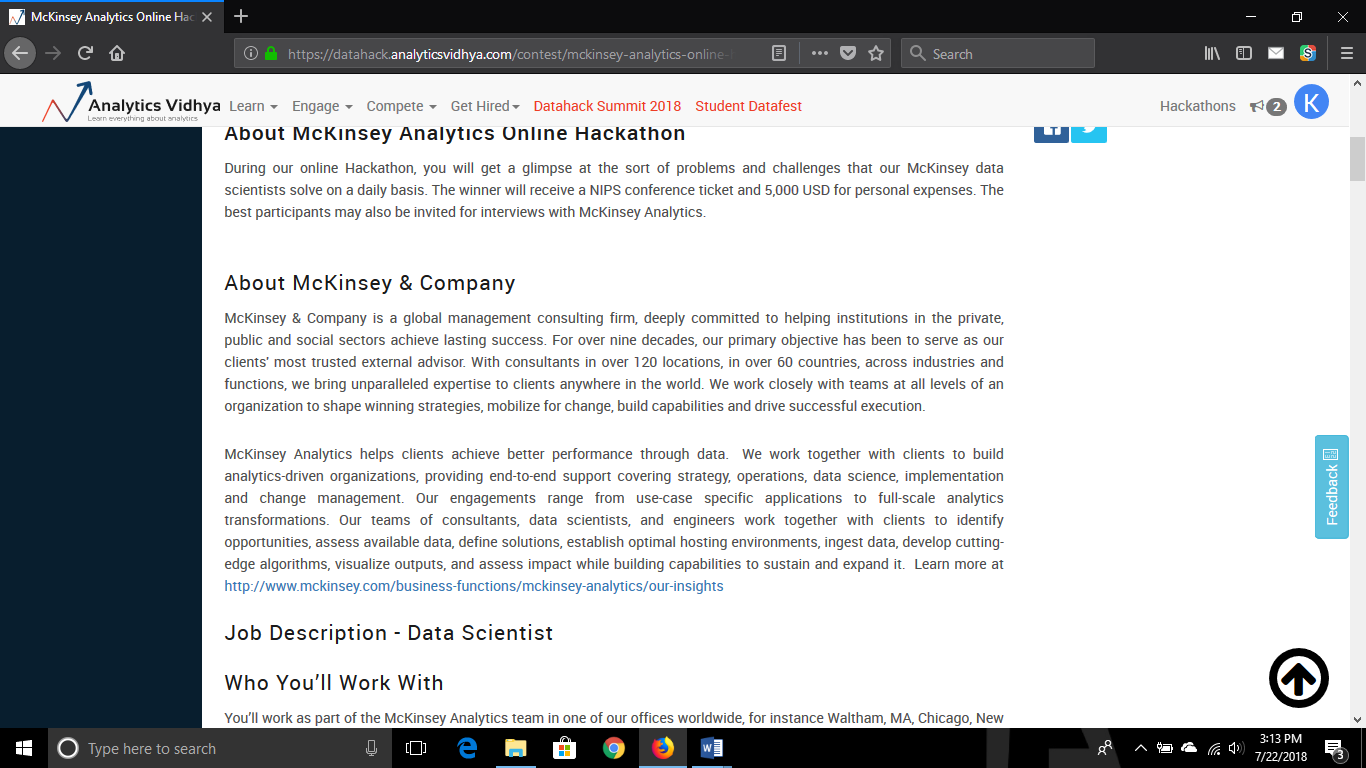 McKinsey Analytics Online Hac
https://datahack.analyticsvidhya.com/contest/mckinsey-analytics-online-
Search
Analytics Vidhya
Learn everything about analytics
Learn
Engage
Compete
Get Hired
Datahack Summit 2018
Student Datafest
Hackathons
2
K
About McKinsey Analytics Online Hackathon
During our online Hackathon, you will get a glimpse at the sort of problems and challenges that our McKinsey data
scientists solve on a daily basis. The winner will receive a NIPS conference ticket and 5,000 USD for personal expenses. The
best participants may also be invited for interviews with McKinsey Analytics.
About McKinsey & Company
McKinsey & Company is a global management consulting firm, deeply committed to helping institutions in the private,
public and social sectors achieve lasting success. For over nine decades, our primary objective has been to serve as our
clients' most trusted external advisor. With consultants in over 120 locations, in over 60 countries, across industries and
functions, we bring unparalleled expertise to clients anywhere in the world. We work closely with teams at all levels of an
organization to shape winning strategies, mobilize for change, build capabilities and drive successful execution.
McKinsey Analytics helps clients achieve better performance through data. We work together with clients to build
analytics-driven organizations, providing end-to-end support covering strategy, operations, data science, implementation
and change management. Our engagements range from use-case specific applications to full-scale analytics
transformations. Our teams of consultants, data scientists, and engineers work together with clients to identify
opportunities, assess available data, define solutions, establish optimal hosting environments, ingest data, develop cutting-
edge algorithms, visualize outputs, and assess impact while building capabilities to sustain and expand it. Learn more at
http://www.mckinsey.com/business-functions/mckinsey-analytics/our-insights
Feedback
Job Description - Data Scientist
Who You’ll Work With
You’ll work as part of the McKinsey Analytics team in one of our offices worldwide, for instance Waltham, MA, Chicago, New
Type here to search
3:13 PM
7/22/2018
3